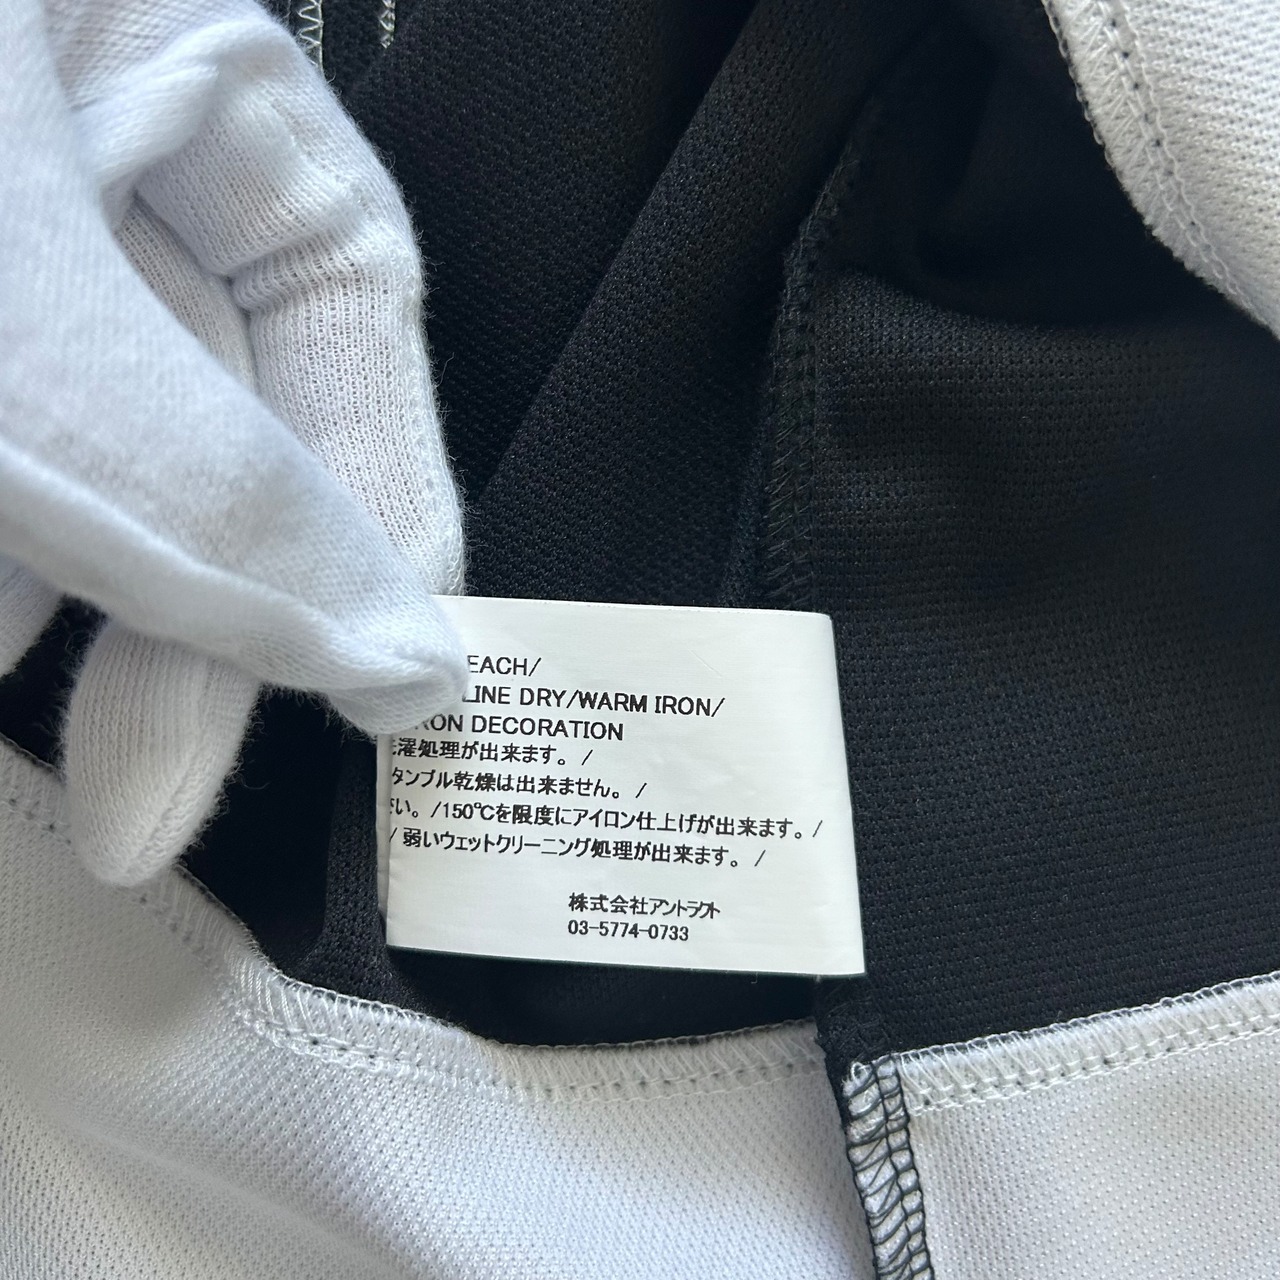 EACH/
LINE DRY/WARM IRON/
RON DECORATION
濯処理が出来ます。 /
タンブル乾燥は出来ません。 /
い。 /150℃を限度にアイロン仕上げが出来ます。 /
/ 弱いウェットクリーニング処理が出来ます。 /
株式会社アントラクト
03-5774-0733